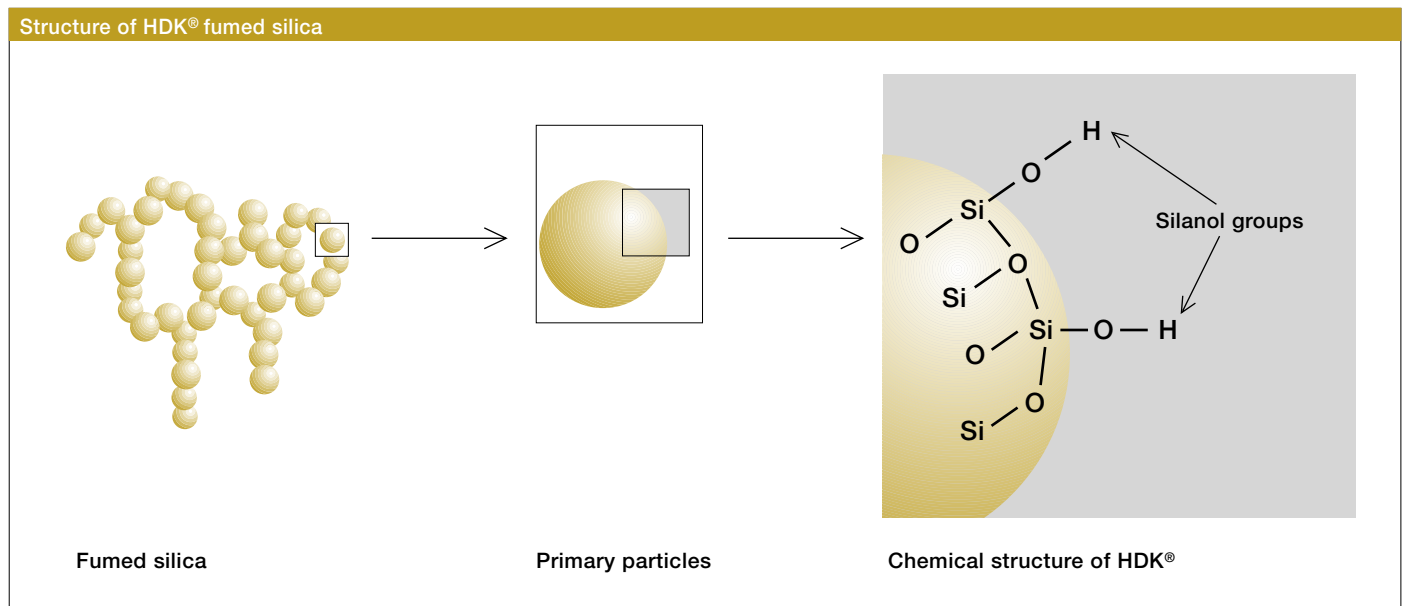 Structure of HDK® fumed silica
H
O
Si
Silanol groups
O
O
Si
Si
O
H
O
O
Si
Fumed silica
Primary particles
Chemical structure of HDK®